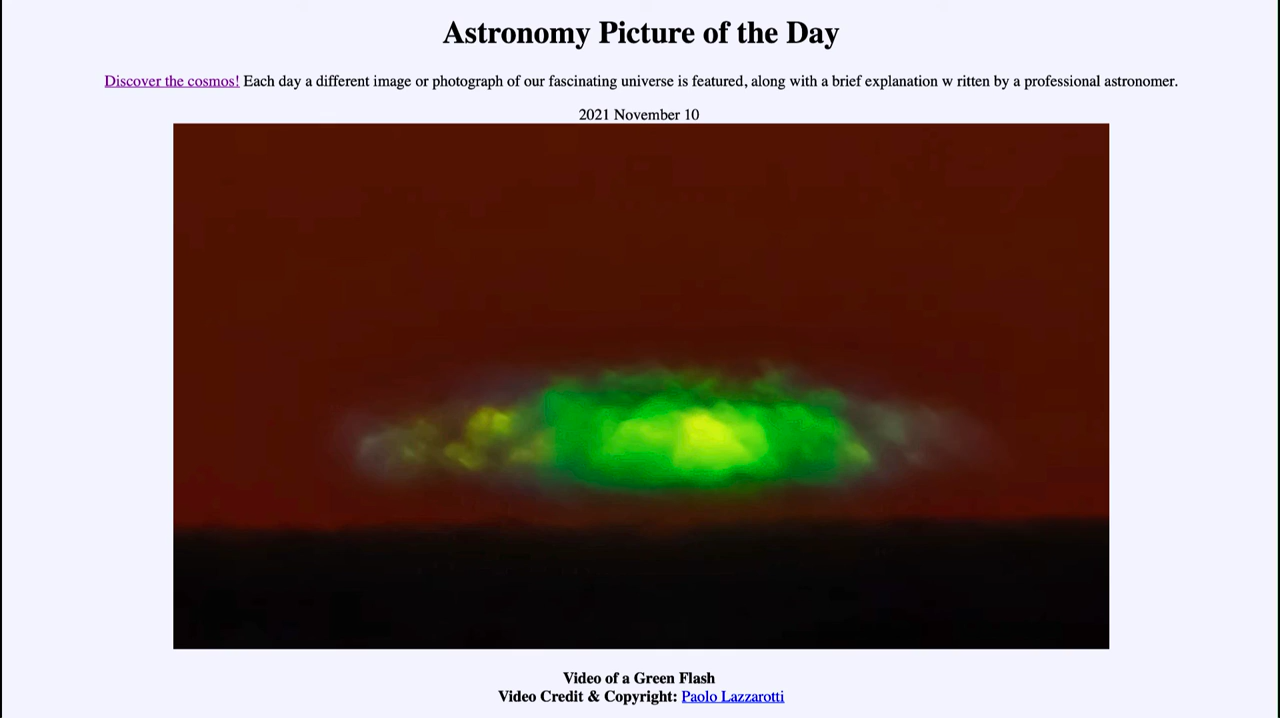 Astronomy Picture of the Day
Discover the cosmos! Each day a different image or photograph of our fascinating universe is featured, along with a brief explanation w ritten by a professional astronomer.
2021 November 10
Video of a Green Flash
Video Credit & Copyright: Paolo Lazzarotti